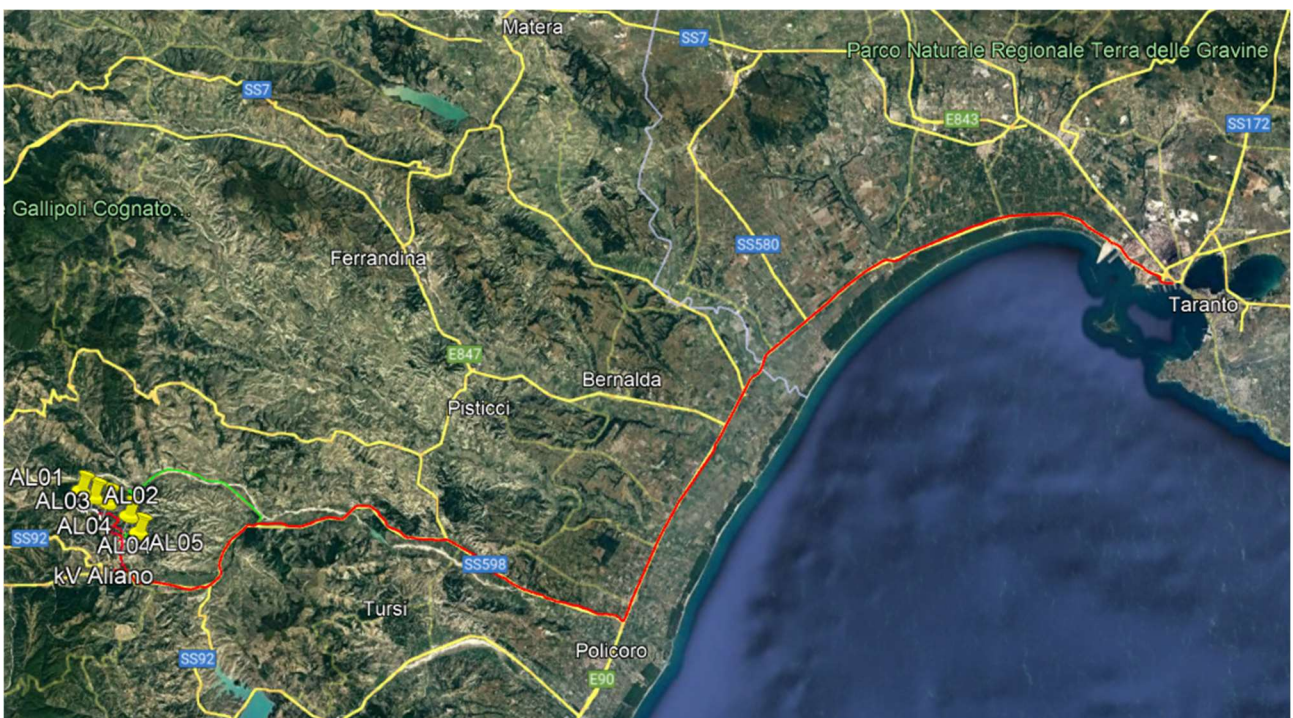 Matera
SS7
Parco Naturale Regionale Terra delle Gravine
SS7
E843
SS172
Gallipoli Cognato...
SS580
Ferrandina
Taranto
E847
Bernalda
Pisticci
AL01
AL03 AL02
AL04
SS92
AL04 AL05
kV Aliano
SS598
Tursi
Policoro
SS92
E90